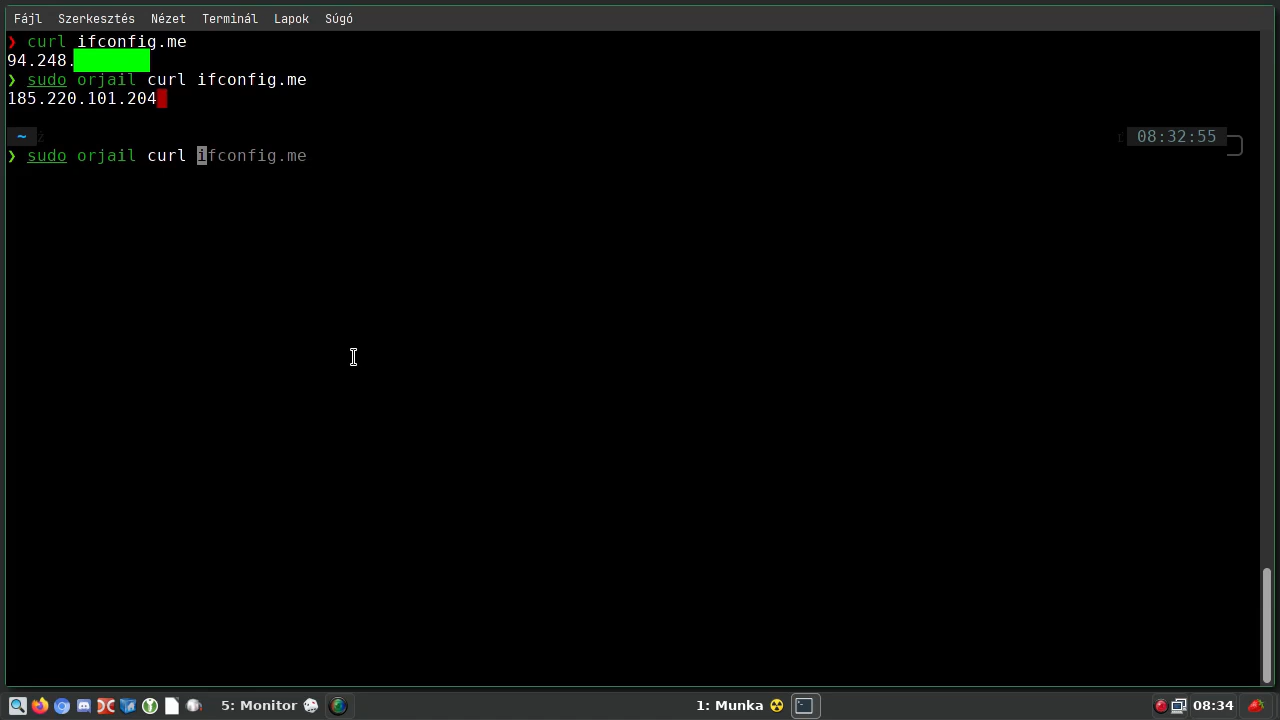 Fájl Szerkesztés Nézet Terminál Lapok Súgó
❯ curl ifconfig.me
94.248.
❯ sudo orjail curl ifconfig.me
185.220.101.204
~ 08:32:55
❯ sudo orjail curl ifconfig.me
5: Monitor 1: Munka 08:34